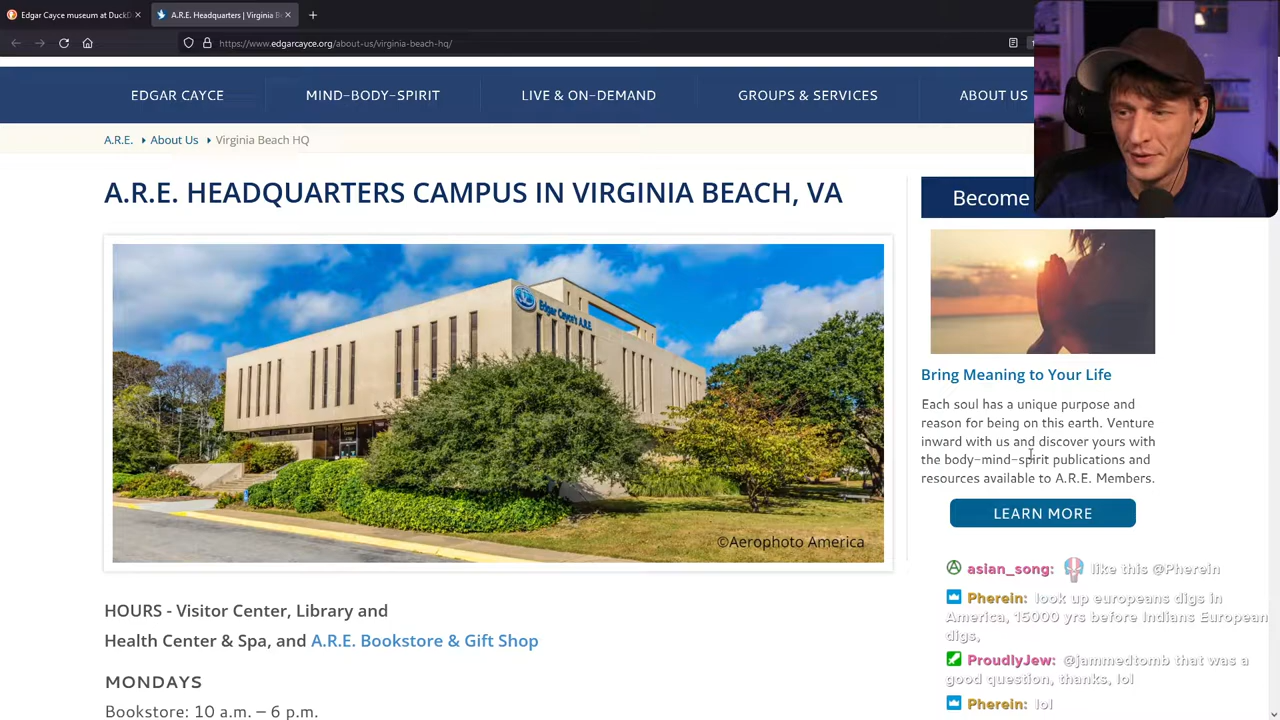 Edgar Cayce museum at DuckD
A.R.E. Headquarters | Virginia B
https://www.edgarcayce.org/about-us/virginia-beach-hq/
EDGAR CAYCE
MIND-BODY-SPIRIT
LIVE & ON-DEMAND
GROUPS & SERVICES
ABOUT US
A.R.E.
About Us
Virginia Beach HQ
A.R.E. HEADQUARTERS CAMPUS IN VIRGINIA BEACH, VA
Edgar Cayce's A.R.E.
©Aerophoto America
HOURS - Visitor Center, Library and
Health Center & Spa, and A.R.E. Bookstore & Gift Shop
MONDAYS
Bookstore: 10 a.m. – 6 p.m.
Become
Bring Meaning to Your Life
Each soul has a unique purpose and
reason for being on this earth. Venture
inward with us and discover yours with
the body-mind-spirit publications and
resources available to A.R.E. Members.
LEARN MORE
asian_song: like this @Pherein
Pherein: look up europeans digs in
America, 15000 yrs before Indians European
digs,
ProudlyJew: @jammedtomb that was a
good question, thanks, lol
Pherein: lol